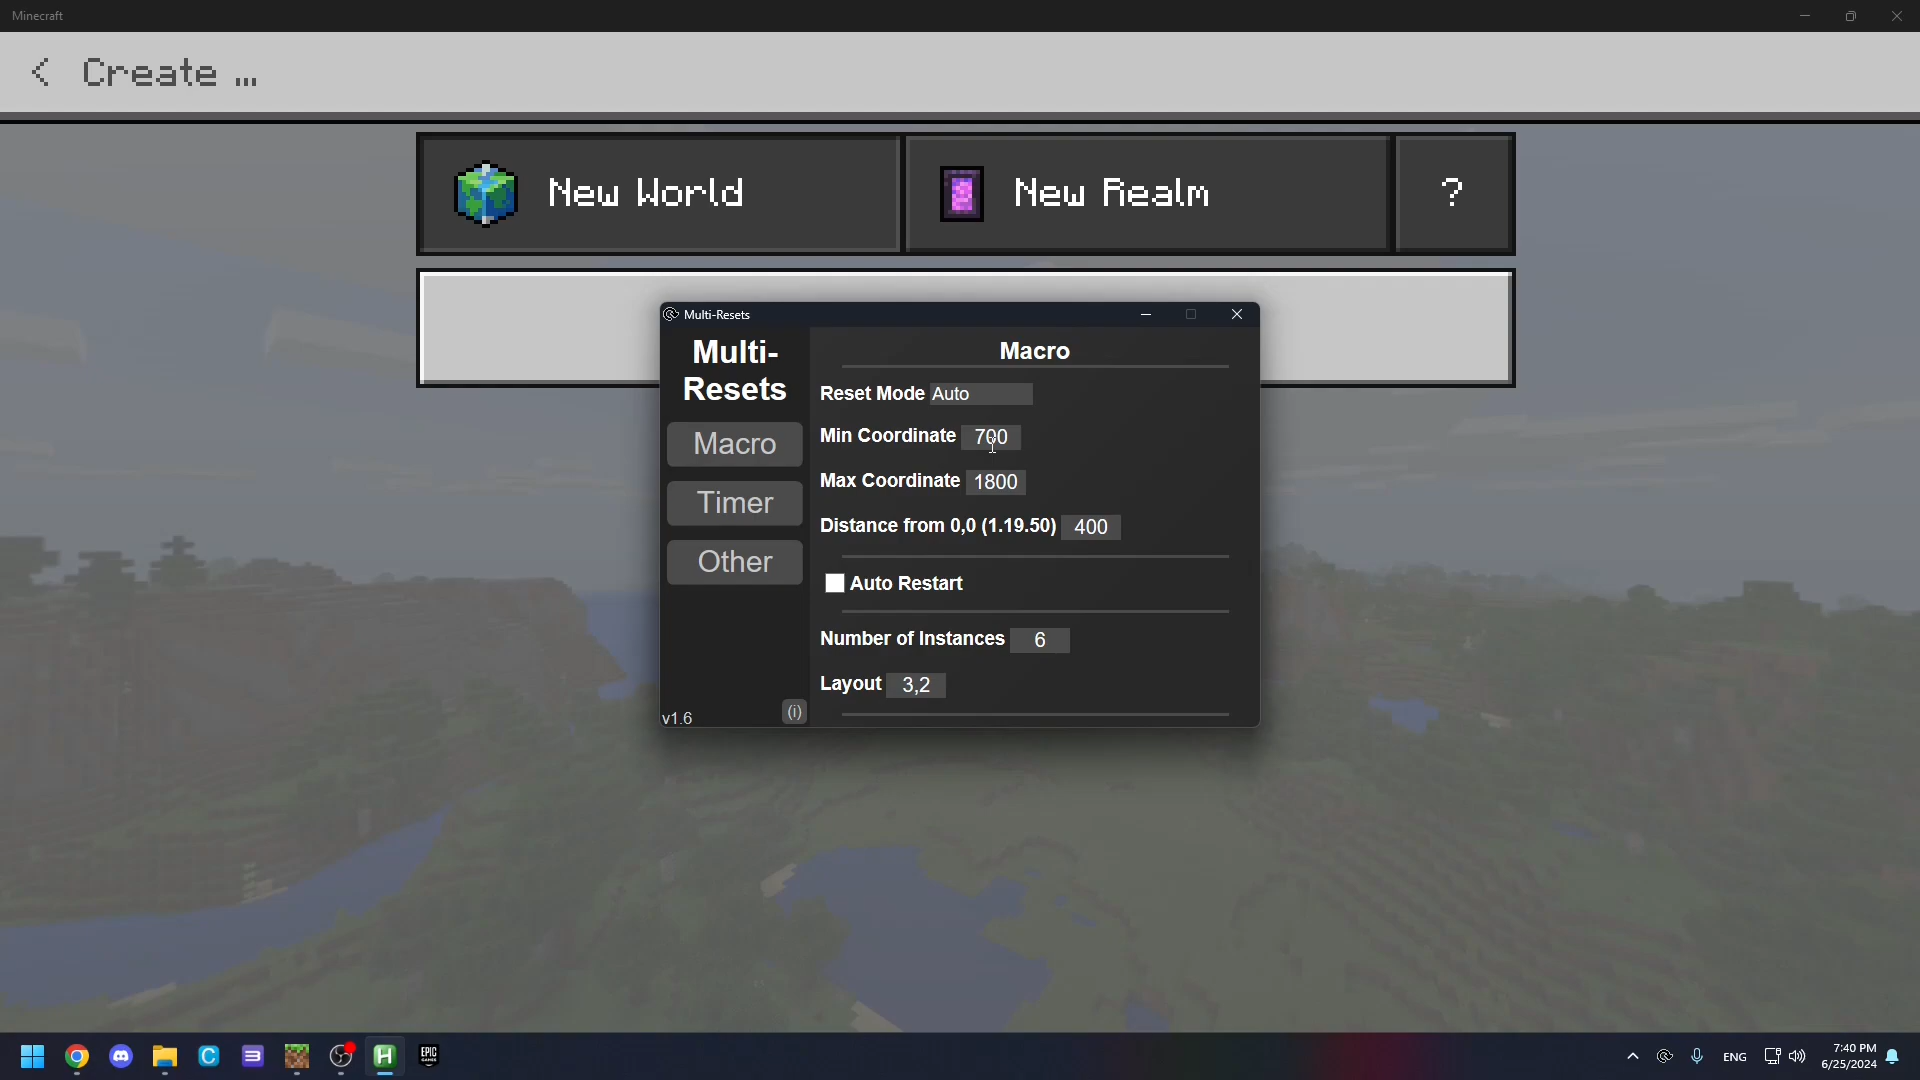 Minecraft
Create ...
New World
New Realm
?
Multi-Resets
Multi-
Resets
Macro
Timer
Other
v1.6
(i)
Macro
Reset Mode Auto
Min Coordinate 700
Max Coordinate 1800
Distance from 0,0 (1.19.50) 400
Auto Restart
Number of Instances 6
Layout 3,2
C
H
EPIC
GAMES
ENG
7:40 PM
6/25/2024